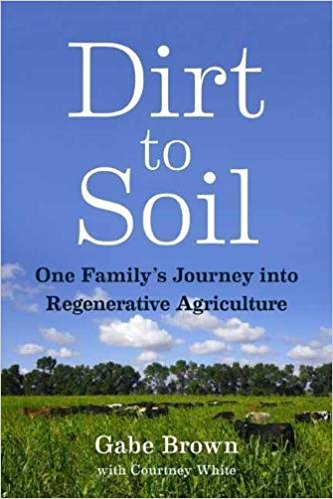 Dirt
to
Soil
One Family's Journey into
Regenerative Agriculture
Gabe Brown
with Courtney White